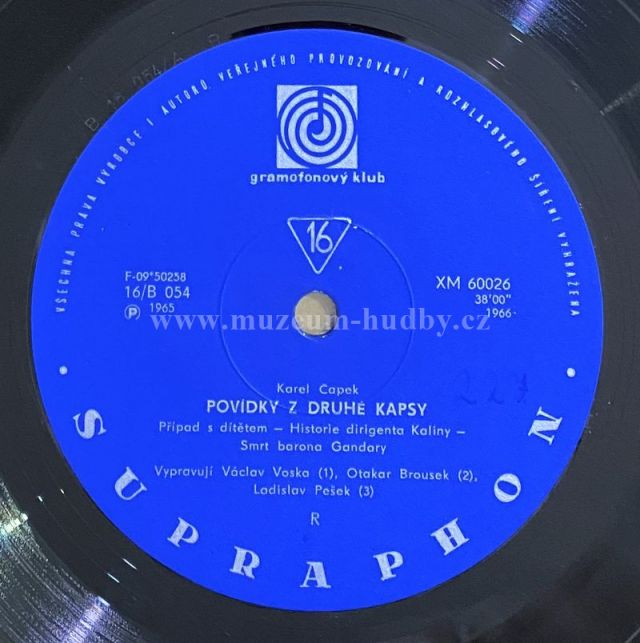 VŠECHNA PRÁVA VÝROBCE I AUTORŮ VEŘEJNÉHO PROVOZOVÁNÍ A ROZHLASOVÉHO ŠÍŘENÍ VYHRAŽENA
gramofonový klub
16
F-09*50258
16/B 054
℗ 1965
XM 60026
38'00"
1966
www.muzeum-hudby.cz
Karel Čapek
POVÍDKY Z DRUHÉ KAPSY
Případ s dítětem – Historie dirigenta Kaliny –
Smrt barona Gandary
Vypravují Václav Voska (1), Otakar Brousek (2),
Ladislav Pešek (3)
R
227
· SUPRAPHON ·